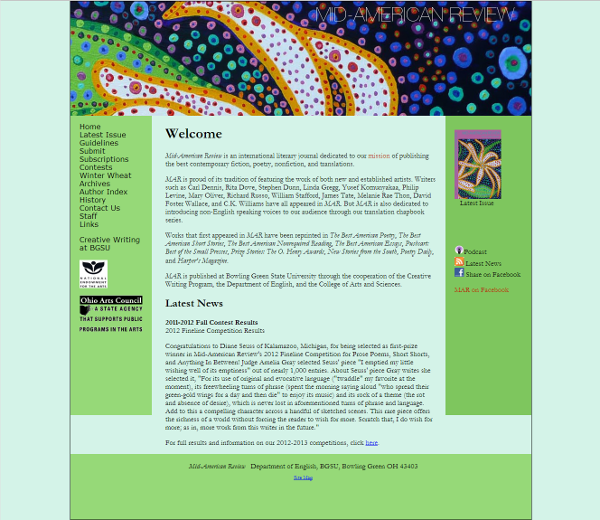 MID-AMERICAN REVIEW
Home
Latest Issue
Guidelines
Submit
Subscriptions
Contests
Winter Wheat
Archives
Author Index
History
Contact Us
Staff
Links
Creative Writing
at BGSU
NATIONAL
ENDOWMENT
FOR THE ARTS
Ohio Arts Council
A STATE AGENCY
THAT SUPPORTS PUBLIC
PROGRAMS IN THE ARTS
Welcome
Mid-American Review is an international literary journal dedicated to our mission of publishing
the best contemporary fiction, poetry, nonfiction, and translations.
MAR is proud of its tradition of featuring the work of both new and established artists. Writers
such as Carl Dennis, Rita Dove, Stephen Dunn, Linda Gregg, Yusef Komunyakaa, Philip
Levine, Mary Oliver, Richard Russo, William Stafford, James Tate, Melanie Rae Thon, David
Foster Wallace, and C.K. Williams have all appeared in MAR. But MAR is also dedicated to
introducing non-English speaking voices to our audience through our translation chapbook
series.
Works that first appeared in MAR have been reprinted in The Best American Poetry, The Best
American Short Stories, The Best American Nonrequired Reading, The Best American Essays, Pushcart:
Best of the Small Presses, Prize Stories: The O. Henry Awards, New Stories from the South, Poetry Daily,
and Harper's Magazine.
MAR is published at Bowling Green State University through the cooperation of the Creative
Writing Program, the Department of English, and the College of Arts and Sciences.
Latest News
2011-2012 Fall Contest Results
2012 Fineline Competition Results
Congratulations to Diane Seuss of Kalamazoo, Michigan, for being selected as first-prize
winner in Mid-American Review's 2012 Fineline Competition for Prose Poems, Short Shorts,
and Anything In Between! Judge Amelia Gray selected Seuss' piece "I emptied my little
wishing well of its emptiness" out of nearly 1,000 entries. About Seuss' piece Gray writes she
selected it, "For its use of original and evocative language ("twaddle" my favorite at the
moment), its freewheeling turns of phrase (spent the morning saying aloud "who spread their
green-gold wings for a day and then die" to enjoy its music) and its sock of a theme (the rot
and absence of desire), which is never lost in aforementioned turns of phrase and language.
Add to this a compelling character across a handful of sketched scenes. This rare piece offers
the sickness of a world without forcing the reader to wish for more. Scratch that, I do wish for
more; as in, more work from this writer in the future."
For full results and information on our 2012-2013 competitions, click here.
Latest Issue
Podcast
Latest News
Share on Facebook
MAR on Facebook
Mid-American Review Department of English, BGSU, Bowling Green OH 43403
Site Map